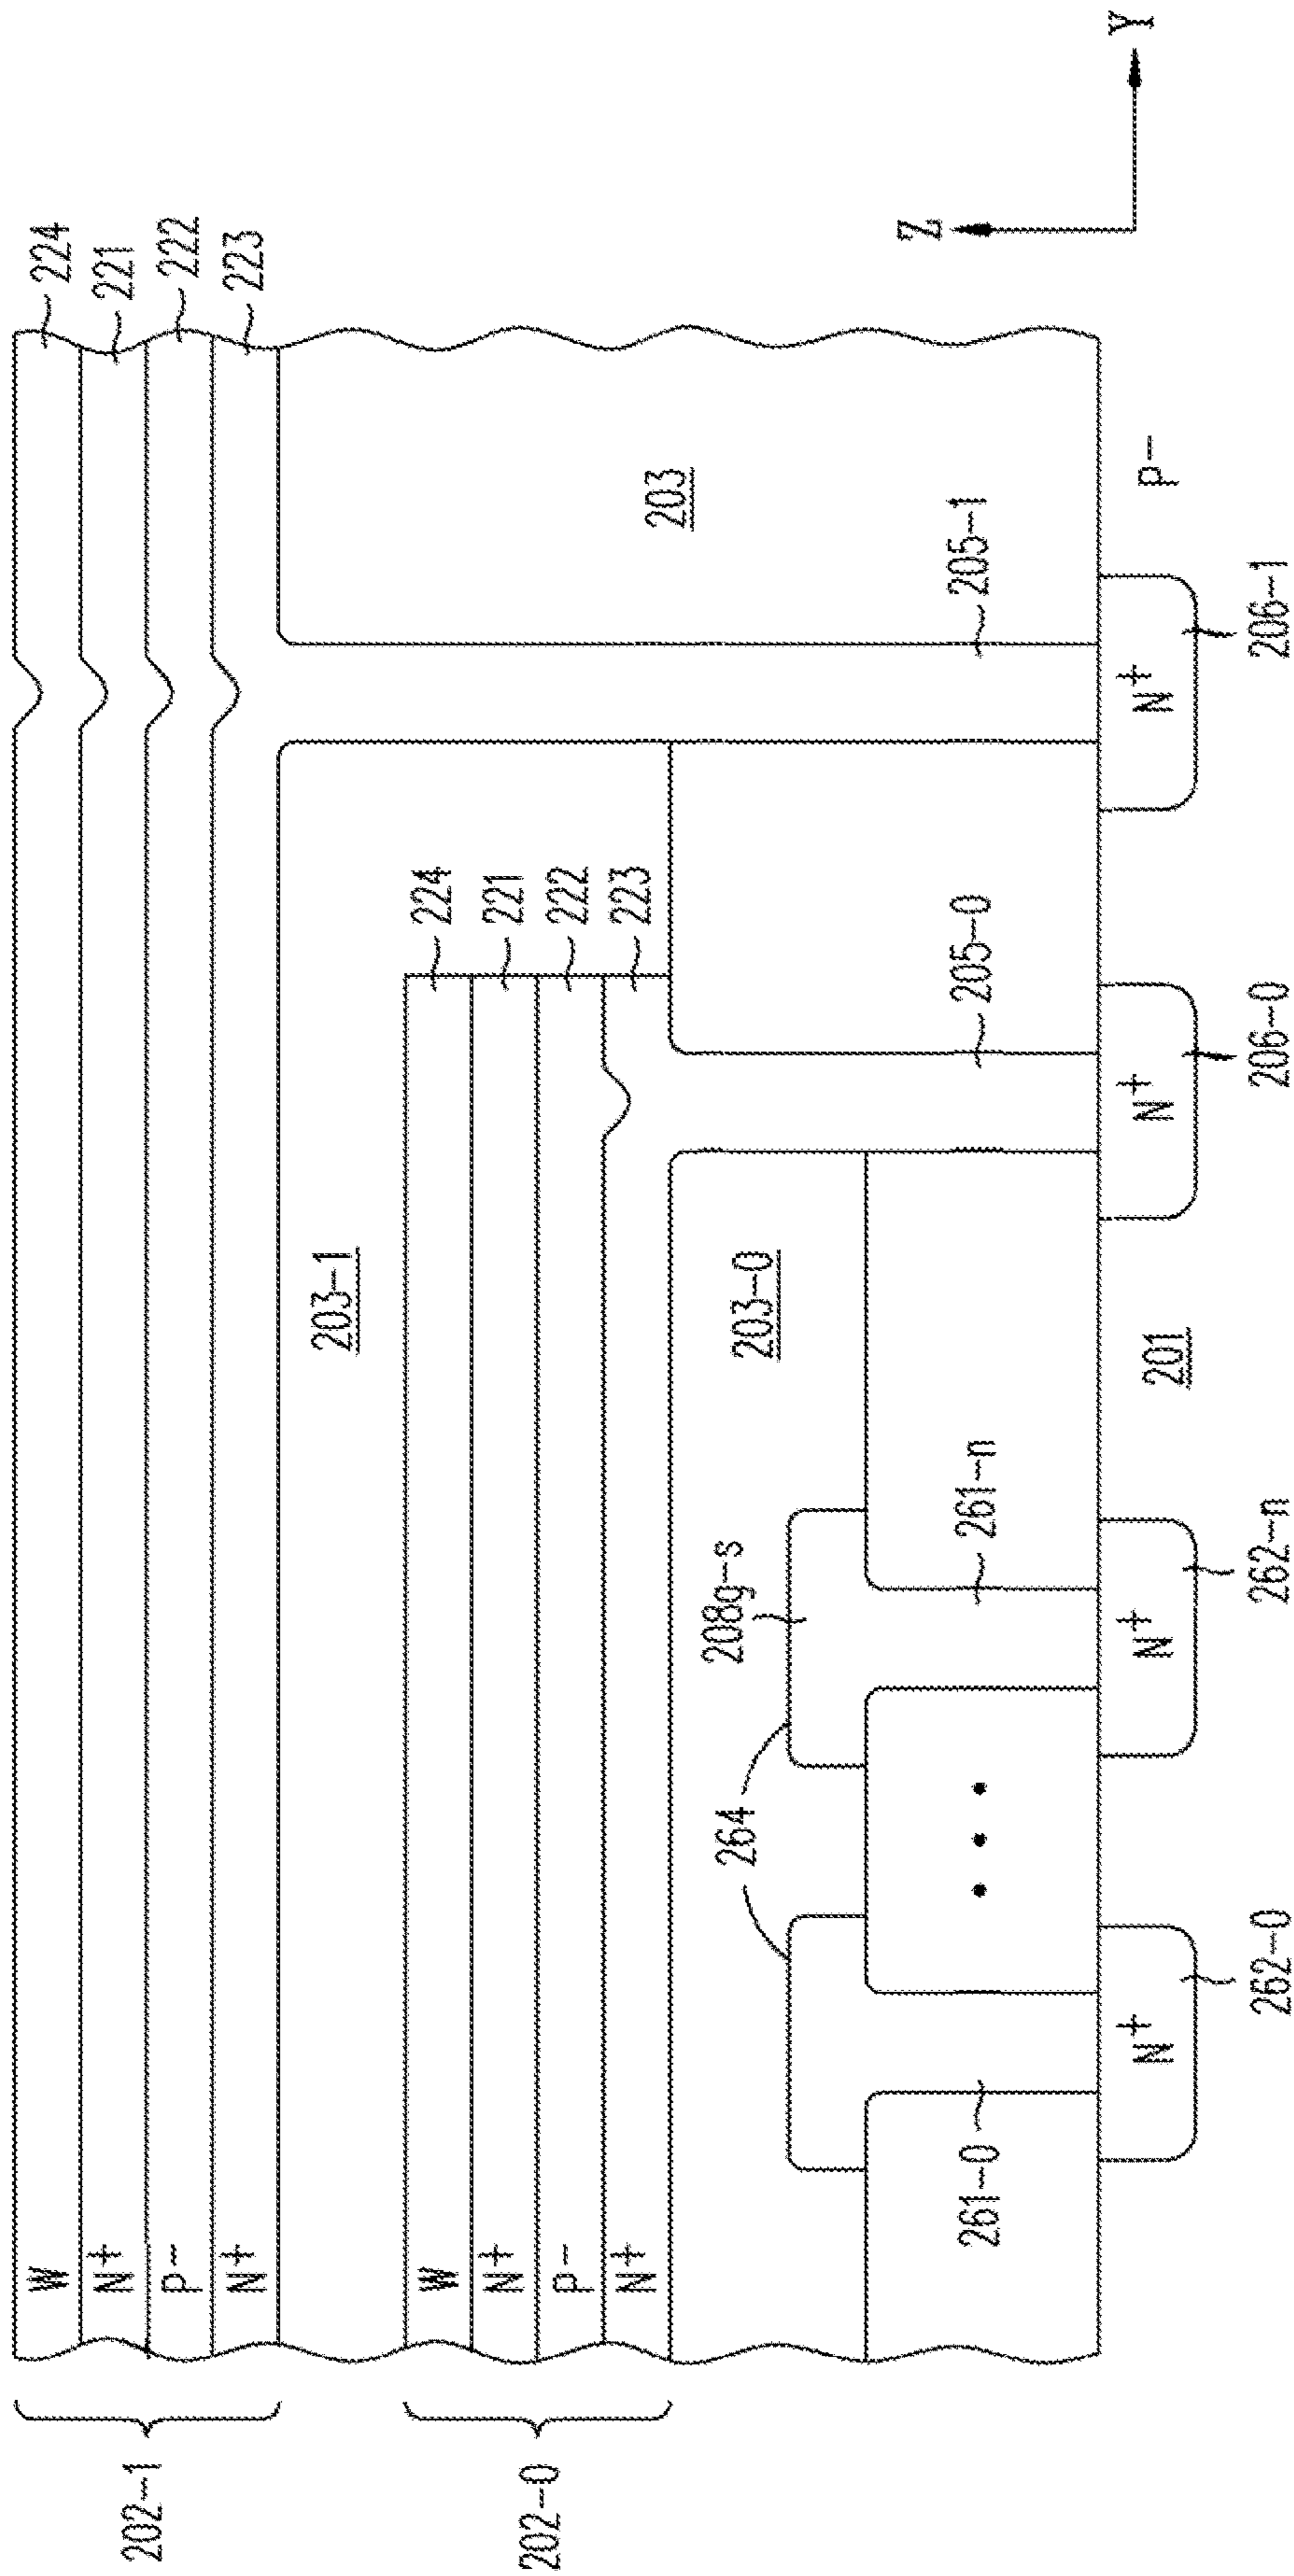 224
W
221
N+
202-1
P-
222
N+
223
203-1
W
224
N+
221
202-0
P-
222
N+
223
203
208g-s
264
203-0
Z
261-0
261-n
205-0
205-1
N+
N+
N+
N+
P-
Y
201
262-0
262-n
206-0
206-1